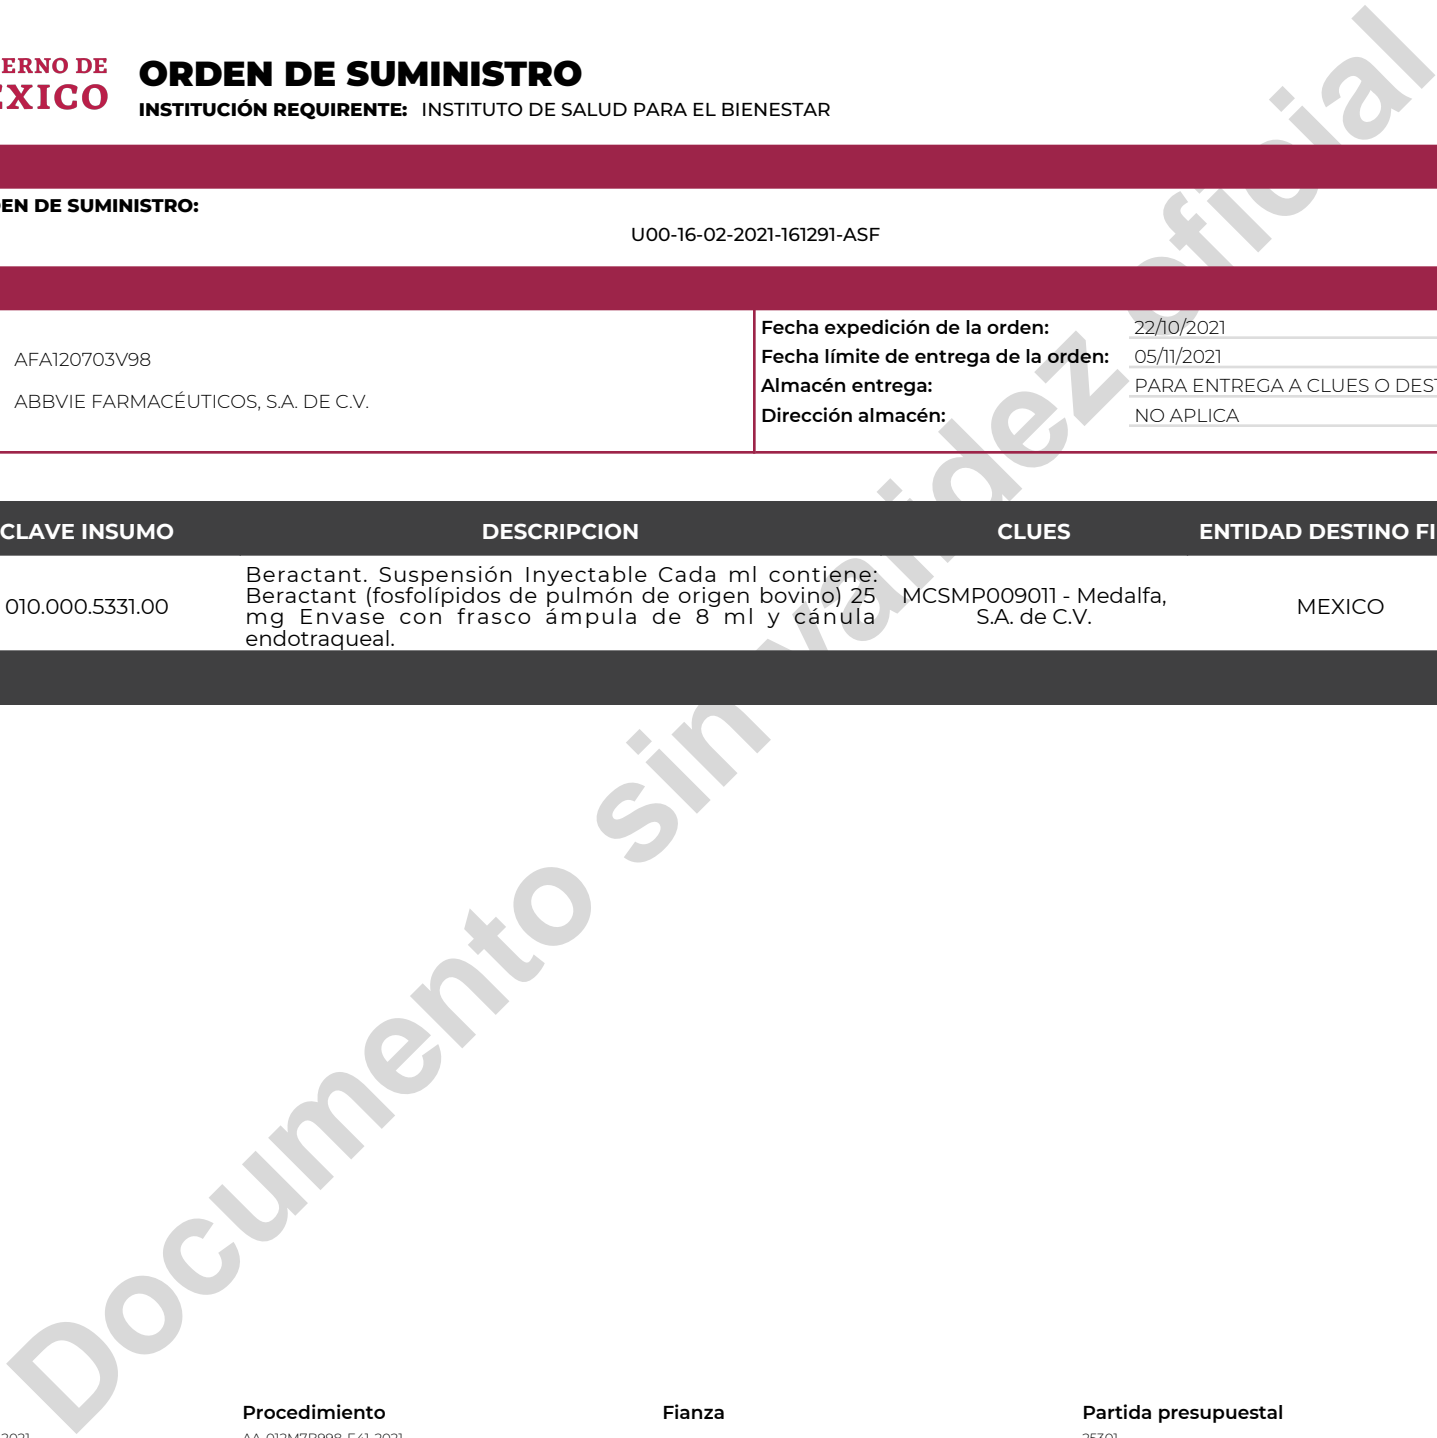 ERNO DE
EXICO
ORDEN DE SUMINISTRO
INSTITUCIÓN REQUIRENTE: INSTITUTO DE SALUD PARA EL BIENESTAR
EN DE SUMINISTRO:
U00-16-02-2021-161291-ASF
AFA120703V98
ABBVIE FARMACÉUTICOS, S.A. DE C.V.
Fecha expedición de la orden: 22/10/2021
Fecha límite de entrega de la orden: 05/11/2021
Almacén entrega: PARA ENTREGA A CLUES O DEST
Dirección almacén: NO APLICA
CLAVE INSUMO DESCRIPCION CLUES ENTIDAD DESTINO FI
010.000.5331.00
Beractant. Suspensión Inyectable Cada ml contiene:
Beractant (fosfolípidos de pulmón de origen bovino) 25
mg Envase con frasco ámpula de 8 ml y cánula
endotraqueal.
MCSMP009011 - Medalfa,
S.A. de C.V.
MEXICO
Documento sin validez oficial
Procedimiento Fianza Partida presupuestal